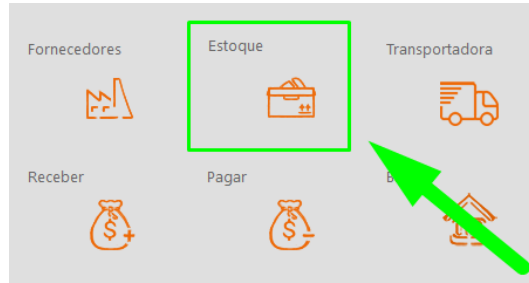 Fornecedores
Estoque
Transportadora
Receber
Pagar